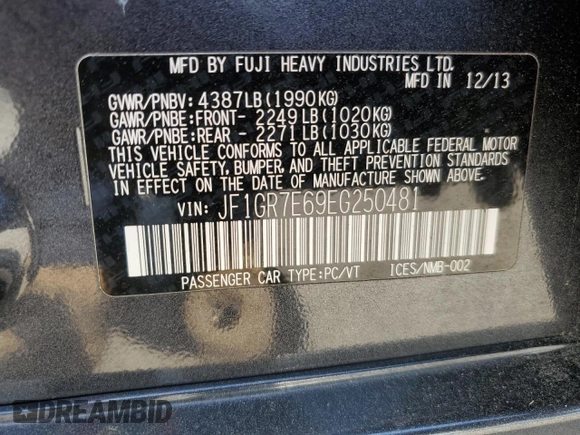 MFD BY FUJI HEAVY INDUSTRIES LTD.
MFD IN 12/13
GVWR/PNBV: 4387LB(1990KG)
GAWR/PNBE:FRONT- 2249LB(1020KG)
GAWR/PNBE:REAR - 2271LB(1030KG)
THIS VEHICLE CONFORMS TO ALL APPLICABLE FEDERAL MOTOR
VEHICLE SAFETY, BUMPER, AND THEFT PREVENTION STANDARDS
IN EFFECT ON THE DATE OF MANUFACTURE SHOWN ABOVE.
VIN: JF1GR7E69EG250481
PASSENGER CAR TYPE:PC/VT ICES/NMB-002
DREAMBID